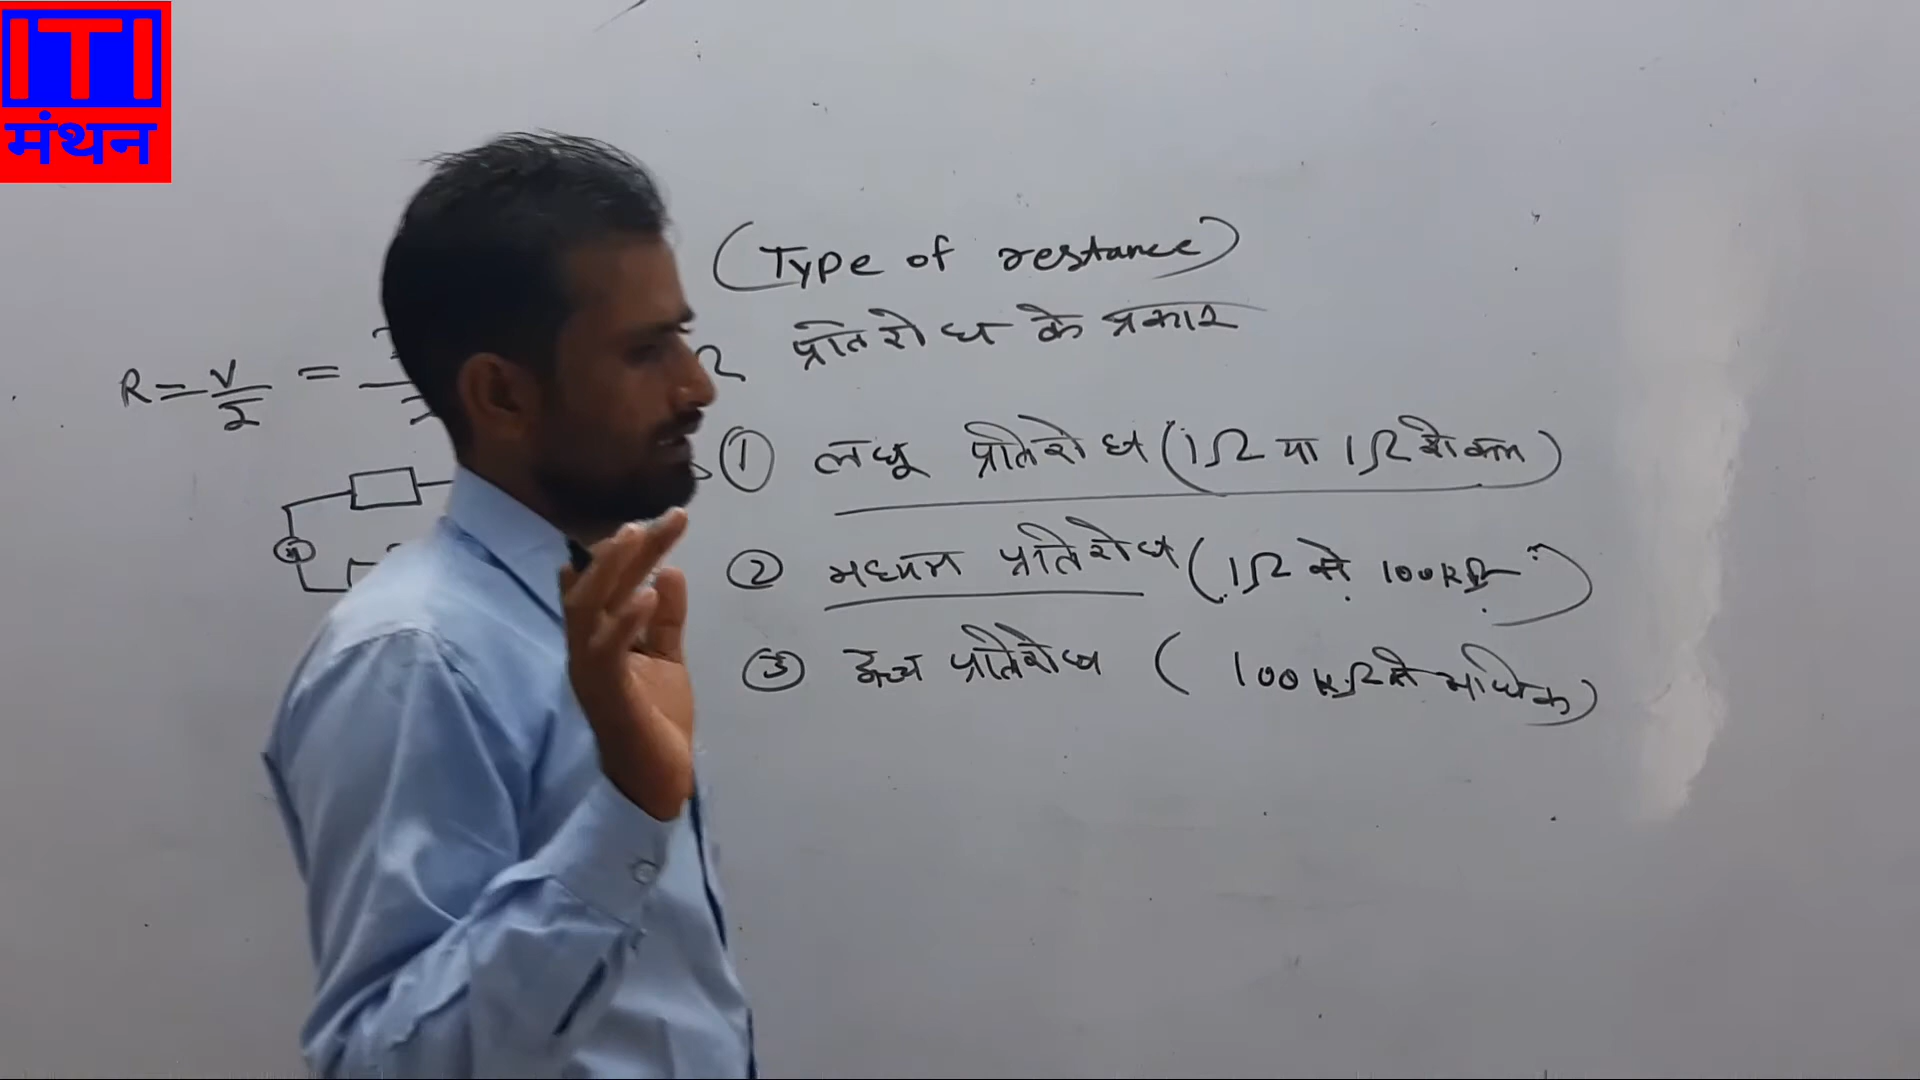 ITI
मंथन
(Type of restance)
प्रतिरोध के प्रकार
R = V/I =
① लघु प्रतिरोध (1Ω या 1Ω से कम)
② मध्यम प्रतिरोध (1Ω से 100KΩ)
③ उच्च प्रतिरोध ( 100KΩ से अधिक)